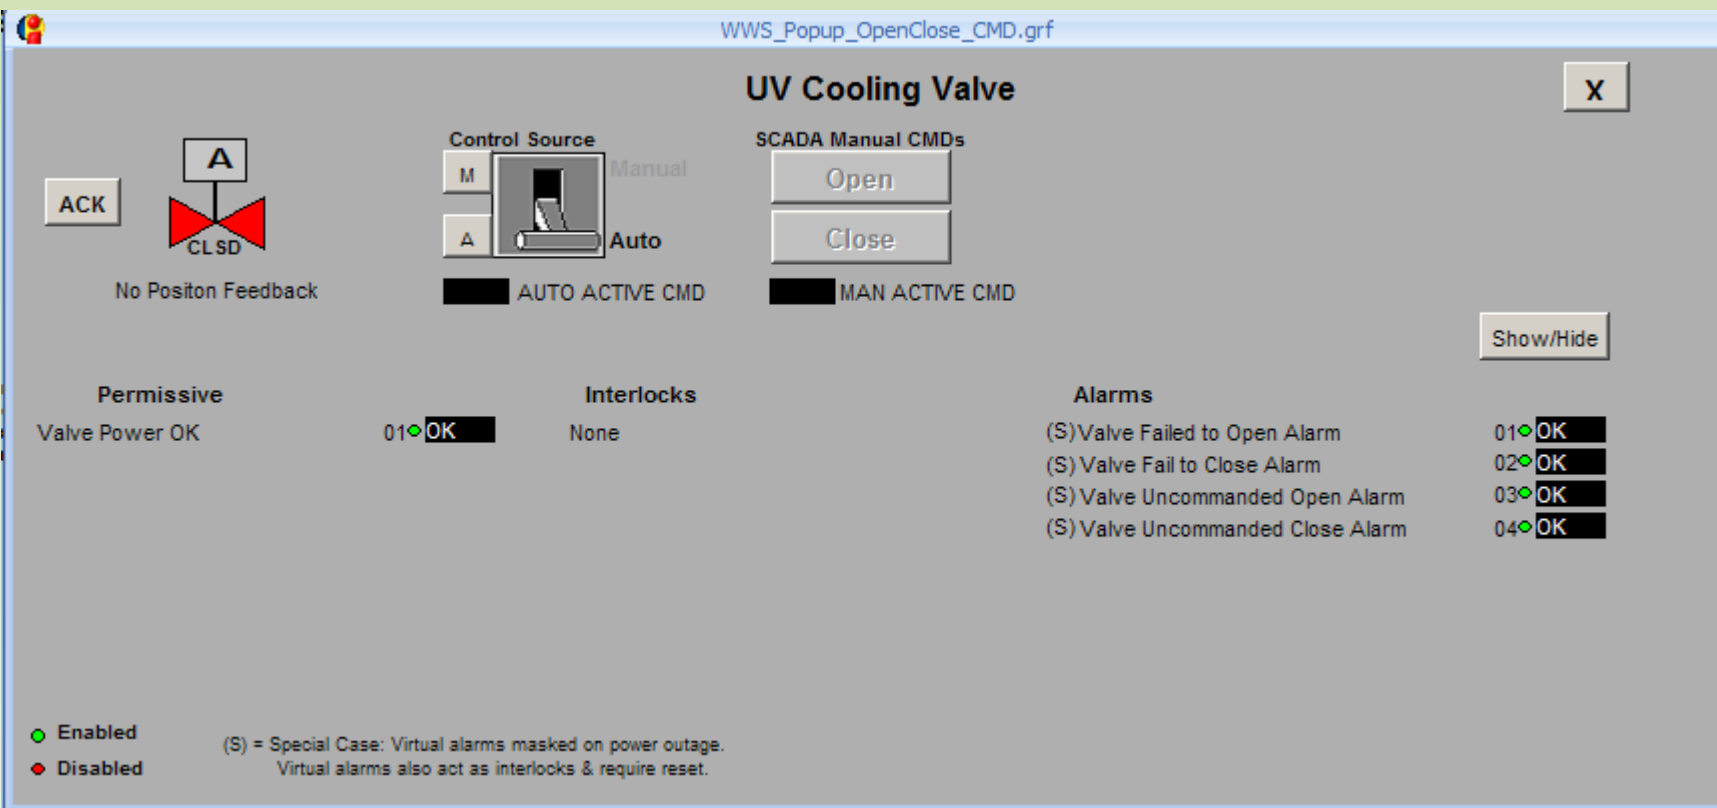 WWS_Popup_OpenClose_CMD.grf
UV Cooling Valve
X
Control Source
SCADA Manual CMDs
A
M
Manual
Open
ACK
CLSD
A
Auto
Close
No Positon Feedback
AUTO ACTIVE CMD
MAN ACTIVE CMD
Show/Hide
Permissive
Interlocks
Alarms
Valve Power OK 01 OK
None
(S) Valve Failed to Open Alarm 01 OK
(S) Valve Fail to Close Alarm 02 OK
(S) Valve Uncommanded Open Alarm 03 OK
(S) Valve Uncommanded Close Alarm 04 OK
Enabled
Disabled
(S) = Special Case: Virtual alarms masked on power outage.
Virtual alarms also act as interlocks & require reset.